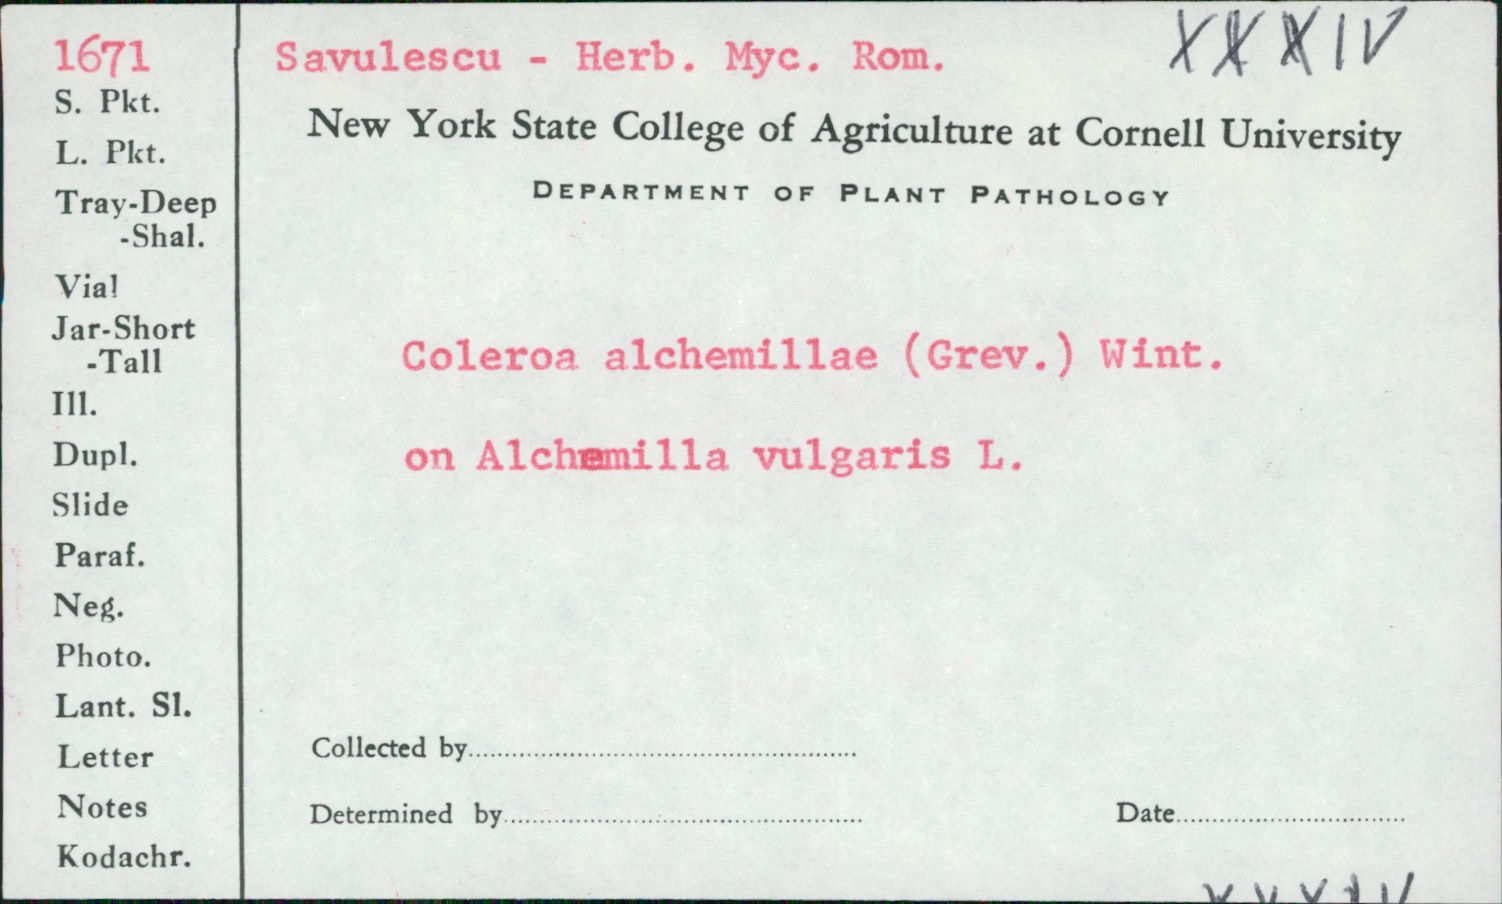 1671
S. Pkt.
L. Pkt.
Tray-Deep
-Shal.
Vial
Jar-Short
-Tall
Ill.
Dupl.
Slide
Paraf.
Neg.
Photo.
Lant. Sl.
Letter
Notes
Kodachr.
Savulescu - Herb. Myc. Rom.
XXXIV
New York State College of Agriculture at Cornell University
DEPARTMENT OF PLANT PATHOLOGY
Coleroa alchemillae (Grev.) Wint.
on Alchemilla vulgaris L.
Collected by
Determined by
Date